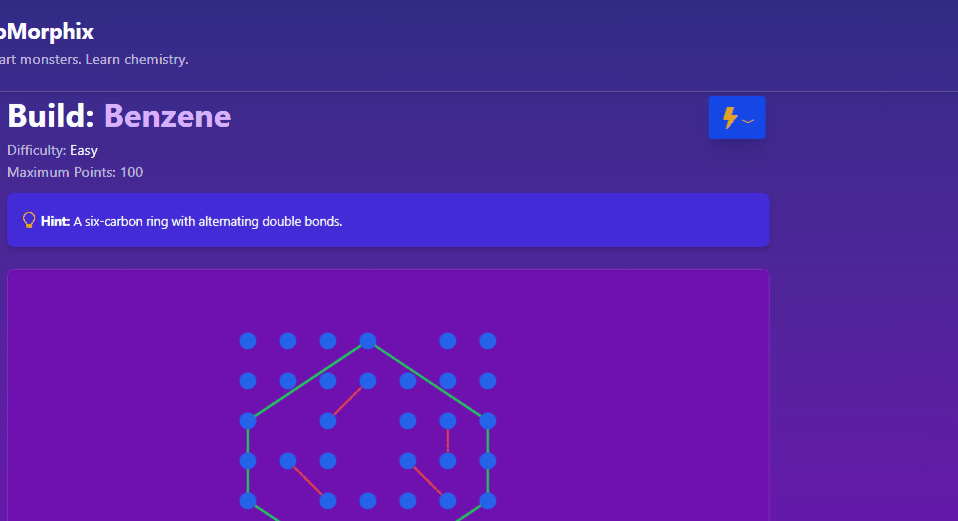 oMorphix
art monsters. Learn chemistry.
Build: Benzene
Difficulty: Easy
Maximum Points: 100
Hint: A six-carbon ring with alternating double bonds.